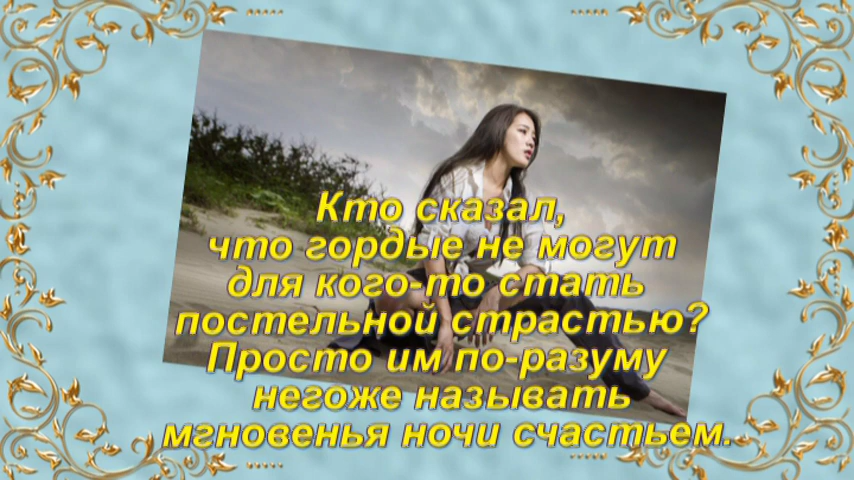 Кто сказал,
что гордые не могут
для кого-то стать
постельной страстью?
Просто им по-разуму
негоже называть
мгновенья ночи счастьем.